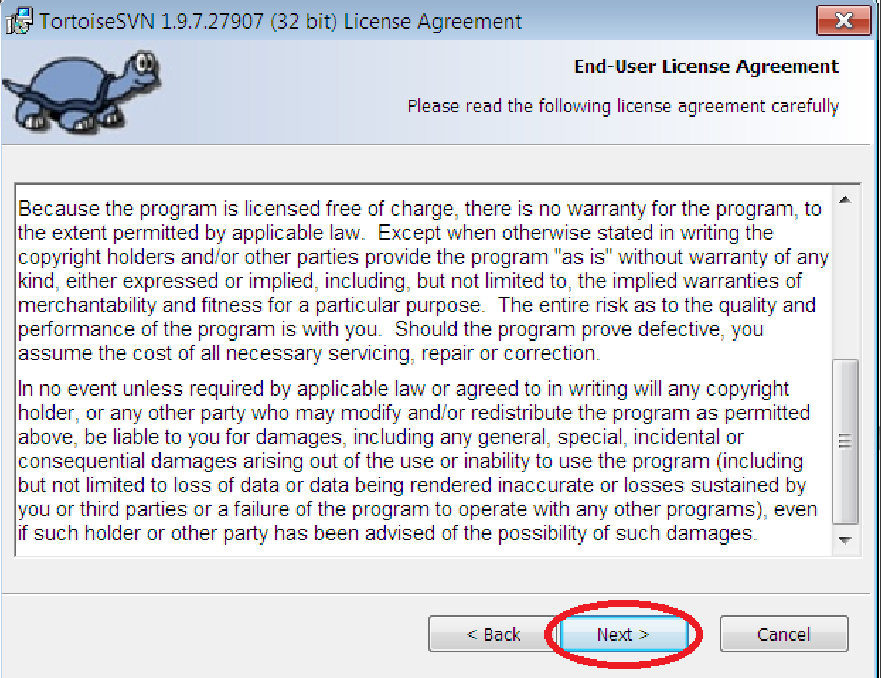 TortoiseSVN 1.9.7.27907 (32 bit) License Agreement
End-User License Agreement
Please read the following license agreement carefully
Because the program is licensed free of charge, there is no warranty for the program, to
the extent permitted by applicable law.  Except when otherwise stated in writing the
copyright holders and/or other parties provide the program "as is" without warranty of any
kind, either expressed or implied, including, but not limited to, the implied warranties of
merchantability and fitness for a particular purpose.  The entire risk as to the quality and
performance of the program is with you.  Should the program prove defective, you
assume the cost of all necessary servicing, repair or correction.
In no event unless required by applicable law or agreed to in writing will any copyright
holder, or any other party who may modify and/or redistribute the program as permitted
above, be liable to you for damages, including any general, special, incidental or
consequential damages arising out of the use or inability to use the program (including
but not limited to loss of data or data being rendered inaccurate or losses sustained by
you or third parties or a failure of the program to operate with any other programs), even
if such holder or other party has been advised of the possibility of such damages.
< Back
Next >
Cancel